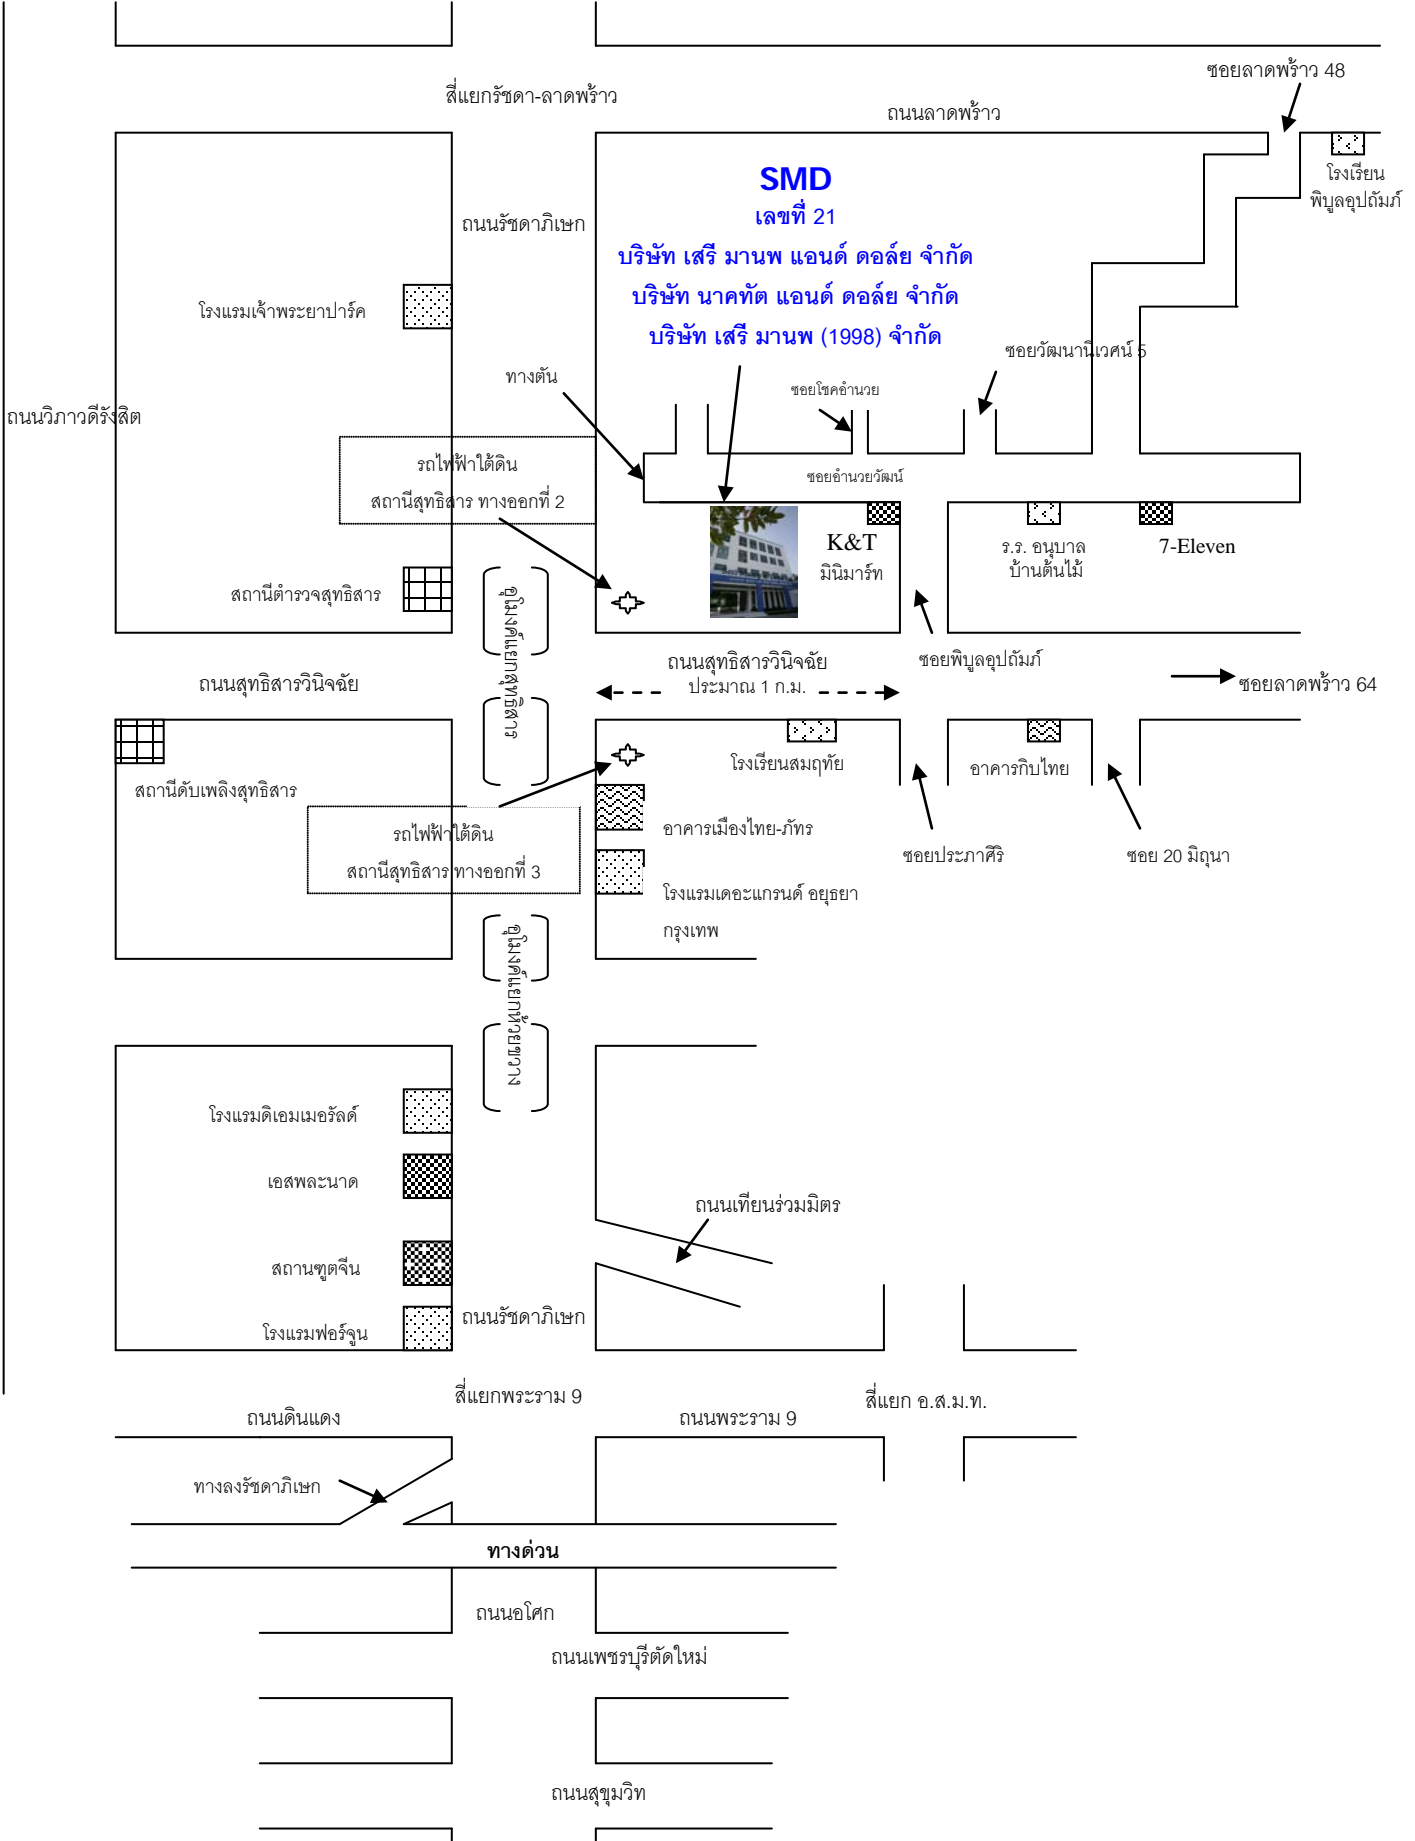 ซอยลาดพร้าว 48
สี่แยกรัชดา-ลาดพร้าว
ถนนลาดพร้าว
โรงเรียน
พิบูลอุปถัมภ์
SMD
เลขที่ 21
บริษัท เสรี มานพ แอนด์ ดอล์ย จำกัด
บริษัท นาคทัต แอนด์ ดอล์ย จำกัด
บริษัท เสรี มานพ (1998) จำกัด
ถนนรัชดาภิเษก
โรงแรมเจ้าพระยาปาร์ค
ซอยวัฒนานิเวศน์ 5
ทางตัน
ซอยโชคอำนวย
ถนนวิภาวดีรังสิต
รถไฟฟ้าใต้ดิน
สถานีสุทธิสาร ทางออกที่ 2
ซอยอำนวยวัฒน์
K&T
มินิมาร์ท
ร.ร. อนุบาล
บ้านต้นไม้
7-Eleven
สถานีตำรวจสุทธิสาร
อุโมงค์แยกสุทธิสาร
ถนนสุทธิสารวินิจฉัย
ประมาณ 1 ก.ม.
ซอยพิบูลอุปถัมภ์
ถนนสุทธิสารวินิจฉัย
ซอยลาดพร้าว 64
สถานีดับเพลิงสุทธิสาร
โรงเรียนสมฤทัย
อาคารกิบไทย
รถไฟฟ้าใต้ดิน
สถานีสุทธิสาร ทางออกที่ 3
อาคารเมืองไทย-ภัทร
ซอยประภาศิริ
ซอย 20 มิถุนา
โรงแรมเดอะแกรนด์ อยุธยา
กรุงเทพ
อุโมงค์แยกห้วยขวาง
โรงแรมดิเอมเมอรัลด์
เอสพละนาด
ถนนเทียนร่วมมิตร
สถานฑูตจีน
ถนนรัชดาภิเษก
โรงแรมฟอร์จูน
สี่แยกพระราม 9
สี่แยก อ.ส.ม.ท.
ถนนดินแดง
ถนนพระราม 9
ทางลงรัชดาภิเษก
ทางด่วน
ถนนอโศก
ถนนเพชรบุรีตัดใหม่
ถนนสุขุมวิท